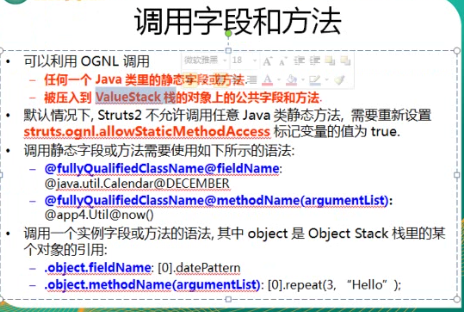 调用字段和方法
• 可以利用 OGNL 调用
– 任何一个 Java 类里的静态字段或方法.
– 被压入到 ValueStack 栈的对象上的公共字段和方法.
• 默认情况下, Struts2 不允许调用任意 Java 类静态方法, 需要重新设置
struts.ognl.allowStaticMethodAccess 标记变量的值为 true.
• 调用静态字段或方法需要使用如下所示的语法:
– @fullyQualifiedClassName@fieldName:
@java.util.Calendar@DECEMBER
– @fullyQualifiedClassName@methodName(argumentList):
@app4.Util@now()
• 调用一个实例字段或方法的语法, 其中 object 是 Object Stack 栈里的某
个对象的引用:
– .object.fieldName: [0].datePattern
– .object.methodName(argumentList): [0].repeat(3, “Hello” );